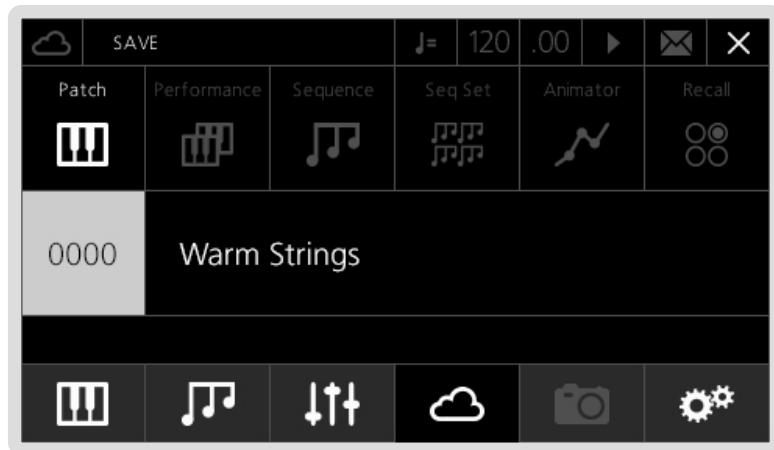 SAVE ♩= 120 .00
Patch Performance Sequence Seq Set Animator Recall
0000 Warm Strings